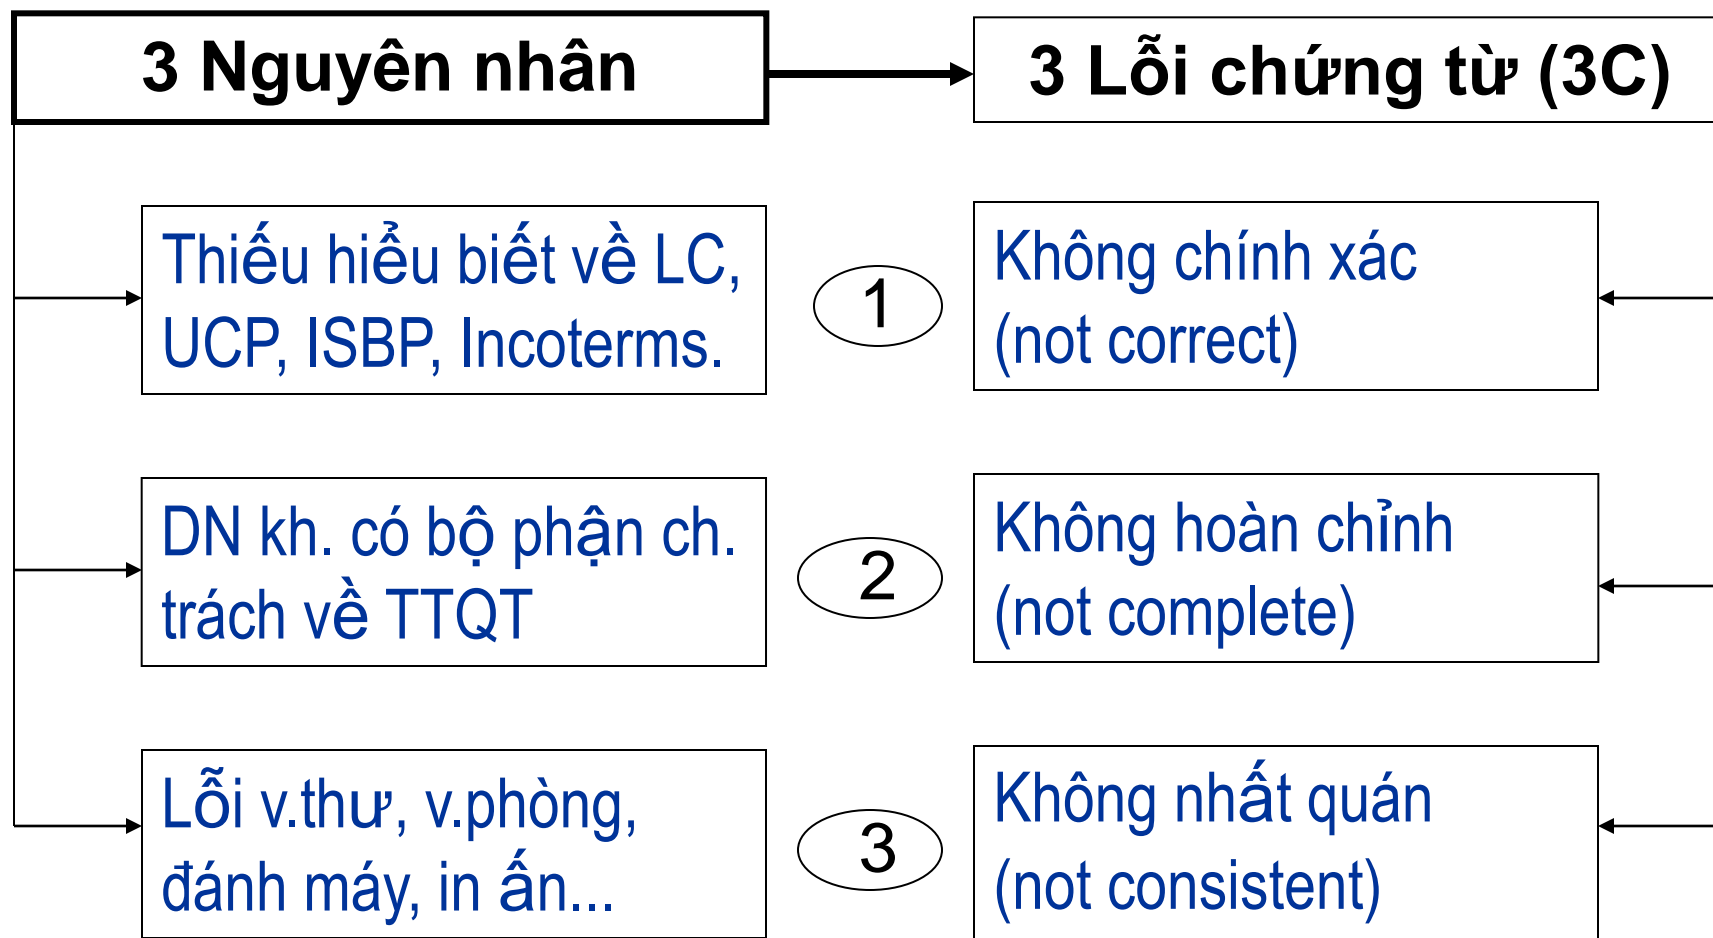 3 Nguyên nhân
3 Lỗi chứng từ (3C)
Thiếu hiểu biết về LC,
UCP, ISBP, Incoterms.
1
Không chính xác
(not correct)
DN kh. có bộ phận ch.
trách về TTQT
2
Không hoàn chỉnh
(not complete)
Lỗi v.thư, v.phòng,
đánh máy, in ấn...
3
Không nhất quán
(not consistent)